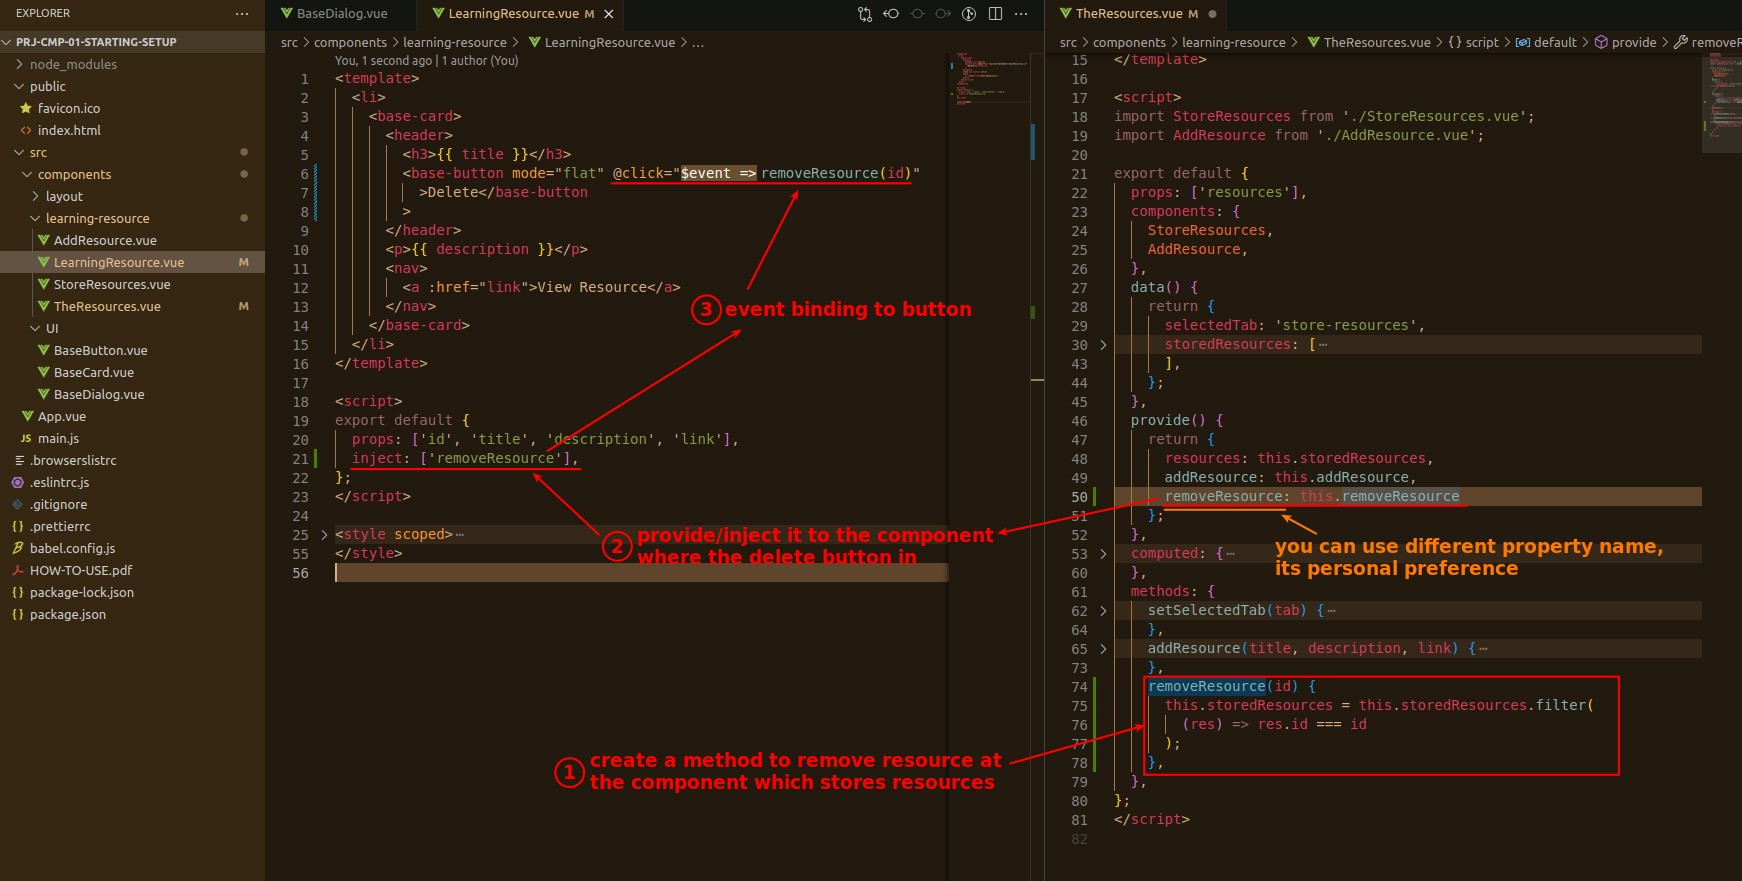 EXPLORER ···
PRJ-CMP-01-STARTING-SETUP
node_modules
public
favicon.ico
index.html
src
components
layout
learning-resource
AddResource.vue
LearningResource.vue M
StoreResources.vue
TheResources.vue M
UI
BaseButton.vue
BaseCard.vue
BaseDialog.vue
App.vue
JS main.js
.browserslistrc
.eslintrc.js
.gitignore
{} .prettierrc
babel.config.js
HOW-TO-USE.pdf
{} package-lock.json
{} package.json
BaseDialog.vue LearningResource.vue M ×
src > components > learning-resource > LearningResource.vue > ...
You, 1 second ago | 1 author (You)
1 <template>
2 <li>
3 <base-card>
4 <header>
5 <h3>{{ title }}</h3>
6 <base-button mode="flat" @click="$event => removeResource(id)"
7 >Delete</base-button
8 >
9 </header>
10 <p>{{ description }}</p>
11 <nav>
12 <a :href="link">View Resource</a>
13 </nav>
14 </base-card>
15 </li>
16 </template>
17
18 <script>
19 export default {
20 props: ['id', 'title', 'description', 'link'],
21 inject: ['removeResource'],
22 };
23 </script>
24
25 <style scoped>···
55 </style>
56
3 event binding to button
2 provide/inject it to the component
where the delete button in
1 create a method to remove resource at
the component which stores resources
TheResources.vue M
src > components > learning-resource > TheResources.vue > {} script > default > provide > remove
15 </template>
16
17 <script>
18 import StoreResources from './StoreResources.vue';
19 import AddResource from './AddResource.vue';
20
21 export default {
22 props: ['resources'],
23 components: {
24 StoreResources,
25 AddResource,
26 },
27 data() {
28 return {
29 selectedTab: 'store-resources',
30 storedResources: [···
43 ],
44 };
45 },
46 provide() {
47 return {
48 resources: this.storedResources,
49 addResource: this.addResource,
50 removeResource: this.removeResource
51 };
52 },
53 computed: {···
60 },
61 methods: {
62 setSelectedTab(tab) {···
64 },
65 addResource(title, description, link) {···
73 },
74 removeResource(id) {
75 this.storedResources = this.storedResources.filter(
76 (res) => res.id === id
77 );
78 },
79 },
80 };
81 </script>
82
you can use different property name,
its personal preference